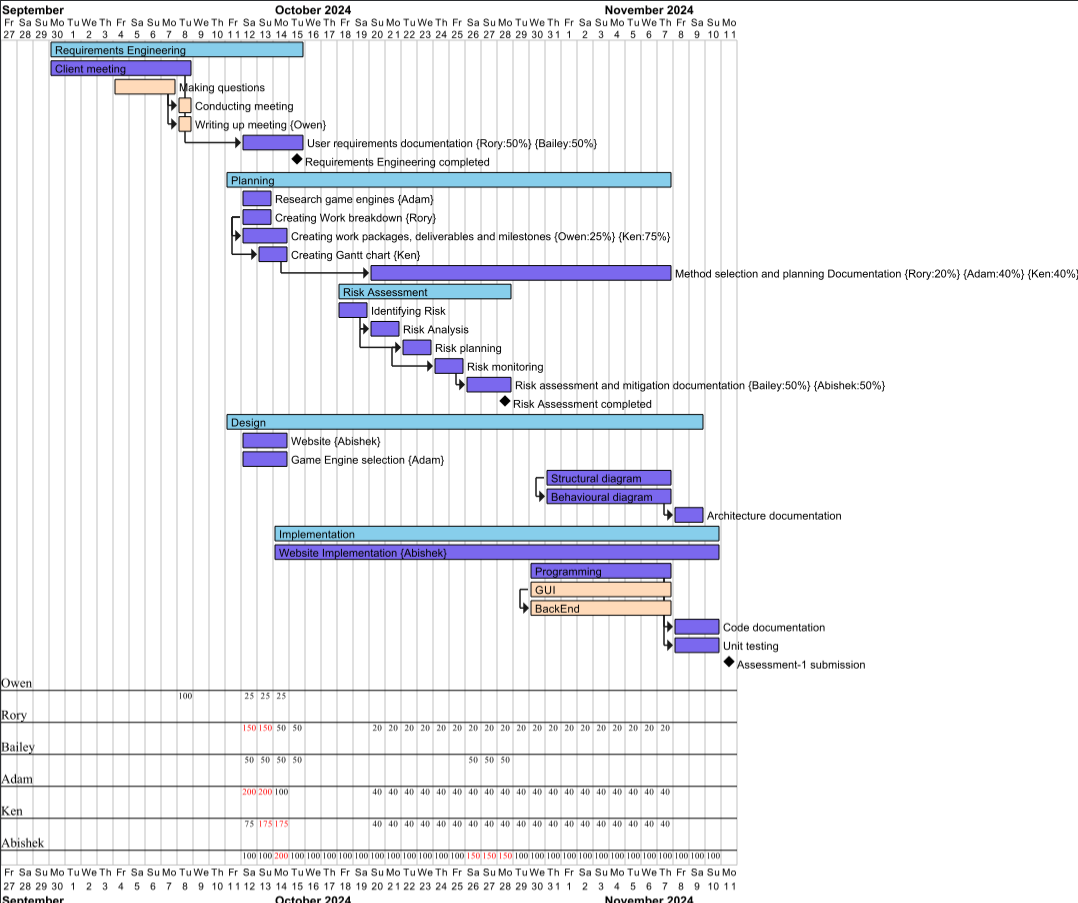 September October 2024 November 2024
Fr Sa Su Mo Tu We Th Fr Sa Su Mo Tu We Th Fr Sa Su Mo Tu We Th Fr Sa Su Mo Tu We Th Fr Sa Su Mo Tu We Th Fr Sa Su Mo Tu We Th Fr Sa Su Mo
27 28 29 30 1 2 3 4 5 6 7 8 9 10 11 12 13 14 15 16 17 18 19 20 21 22 23 24 25 26 27 28 29 30 31 1 2 3 4 5 6 7 8 9 10 11
Requirements Engineering
Client meeting
Making questions
Conducting meeting
Writing up meeting {Owen}
User requirements documentation {Rory:50%} {Bailey:50%}
Requirements Engineering completed
Planning
Research game engines {Adam}
Creating Work breakdown {Rory}
Creating work packages, deliverables and milestones {Owen:25%} {Ken:75%}
Creating Gantt chart {Ken}
Method selection and planning Documentation {Rory:20%} {Adam:40%} {Ken:40%}
Risk Assessment
Identifying Risk
Risk Analysis
Risk planning
Risk monitoring
Risk assessment and mitigation documentation {Bailey:50%} {Abishek:50%}
Risk Assessment completed
Design
Website {Abishek}
Game Engine selection {Adam}
Structural diagram
Behavioural diagram
Architecture documentation
Implementation
Website Implementation {Abishek}
Programming
GUI
BackEnd
Code documentation
Unit testing
Assessment-1 submission
Owen
100 25 25 25
Rory
150 150 50 50 20 20 20 20 20 20 20 20 20 20 20 20 20 20 20 20 20 20 20
Bailey
50 50 50 50 50 50 50
Adam
200 200 100 40 40 40 40 40 40 40 40 40 40 40 40 40 40 40 40 40 40 40
Ken
75 175 175 40 40 40 40 40 40 40 40 40 40 40 40 40 40 40 40 40 40 40
Abishek
100 100 200 100 100 100 100 100 100 100 100 100 100 100 150 150 150 100 100 100 100 100 100 100 100 100 100 100 100 100
Fr Sa Su Mo Tu We Th Fr Sa Su Mo Tu We Th Fr Sa Su Mo Tu We Th Fr Sa Su Mo Tu We Th Fr Sa Su Mo Tu We Th Fr Sa Su Mo Tu We Th Fr Sa Su Mo
27 28 29 30 1 2 3 4 5 6 7 8 9 10 11 12 13 14 15 16 17 18 19 20 21 22 23 24 25 26 27 28 29 30 31 1 2 3 4 5 6 7 8 9 10 11
September October 2024 November 2024